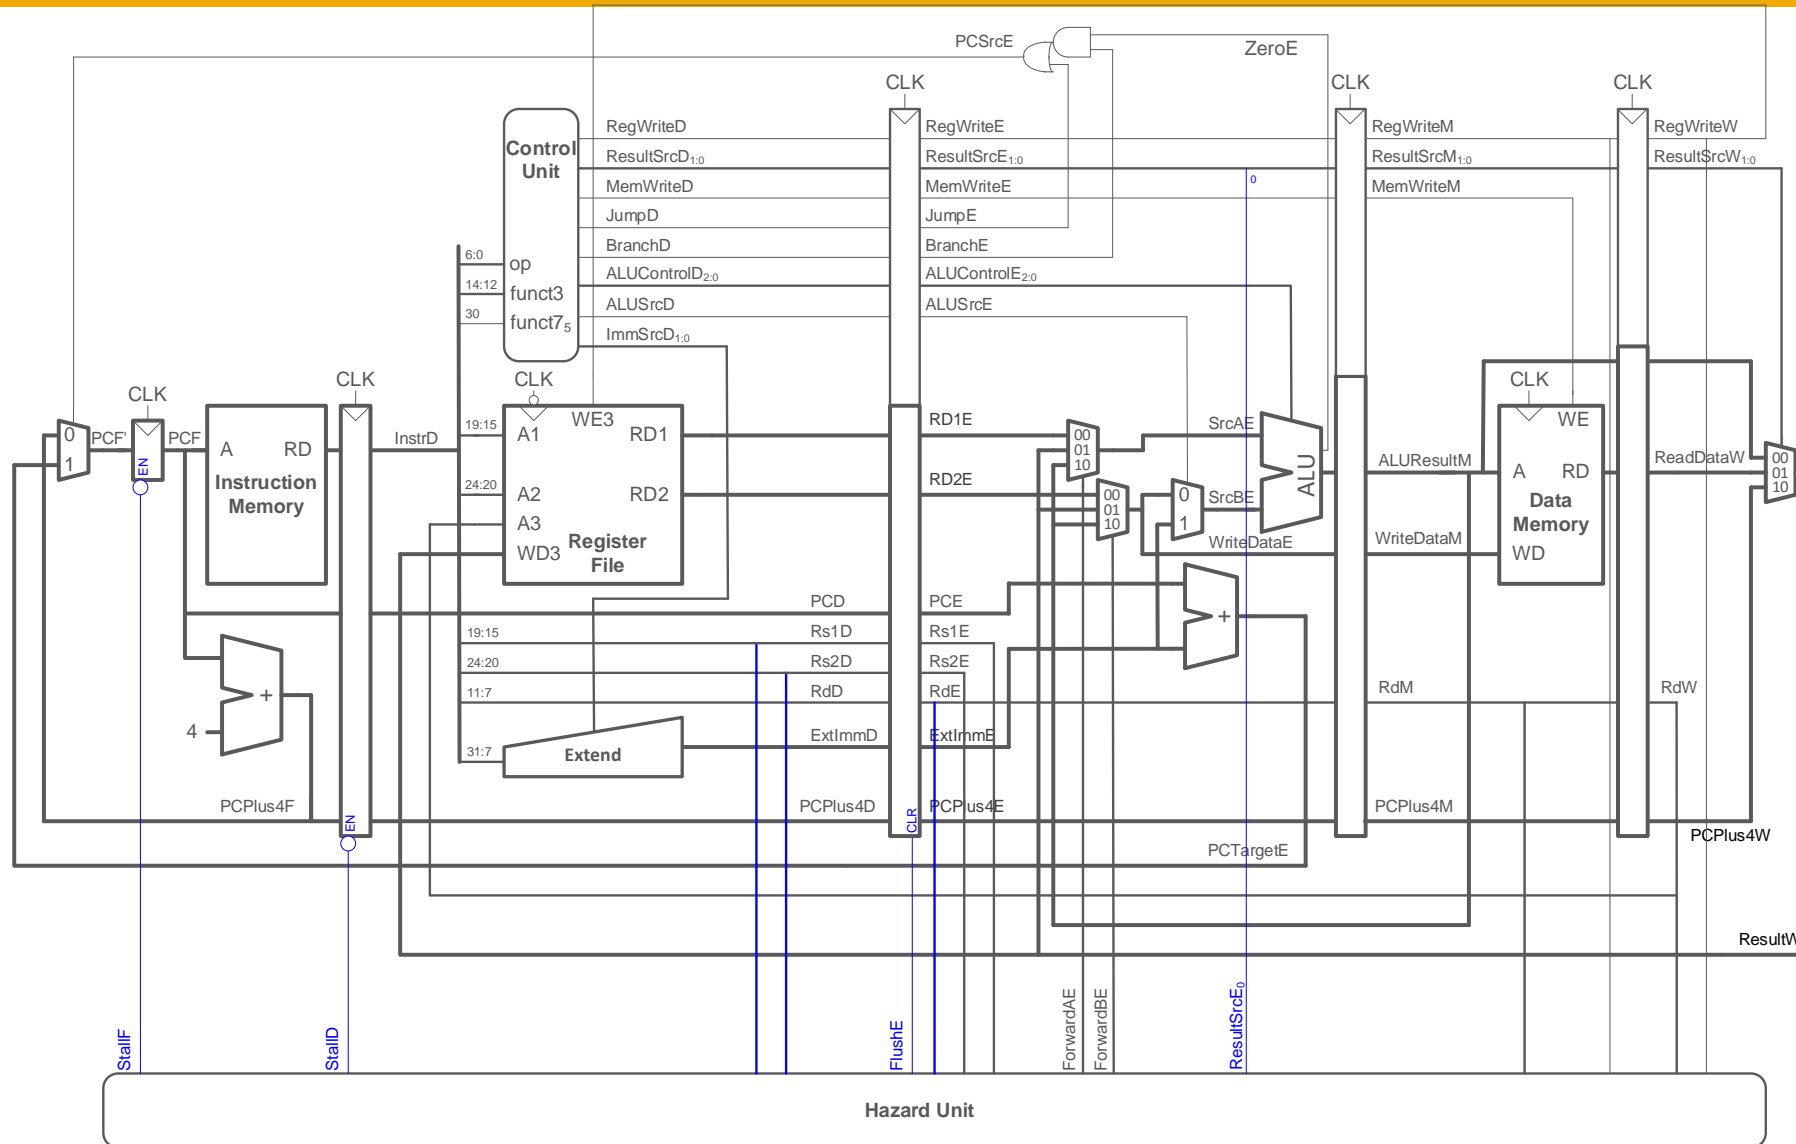 PCSrcE
ZeroE
CLK
CLK
CLK
RegWriteD
RegWriteE
RegWriteM
RegWriteW
Control
Unit
ResultSrcD1:0
ResultSrcE1:0
ResultSrcM1:0
ResultSrcW1:0
0
MemWriteD
MemWriteE
MemWriteM
JumpD
JumpE
BranchD
BranchE
6:0
op
ALUControlD2:0
ALUControlE2:0
14:12
funct3
ALUSrcD
ALUSrcE
30
funct75
ImmSrcD1:0
CLK
CLK
CLK
CLK
0
1
PCF'
EN
PCF
A
RD
Instruction
Memory
InstrD
19:15
A1
WE3
RD1
RD1E
00
01
10
SrcAE
ALU
ALUResultM
WE
A
RD
ReadDataW
00
01
10
24:20
A2
RD2
RD2E
00
01
10
0
1
SrcBE
Data
Memory
A3
WD3
Register
File
WriteDataE
WriteDataM
WD
PCD
PCE
+
19:15
Rs1D
Rs1E
24:20
Rs2D
Rs2E
11:7
RdD
RdE
RdM
RdW
+
4
31:7
Extend
ExtImmD
ExtImmE
PCPlus4F
EN
PCPlus4D
CLR
PCPlus4E
PCPlus4M
PCPlus4W
PCTargetE
ResultW
StallF
StallD
FlushE
ForwardAE
ForwardBE
ResultSrcE0
Hazard Unit